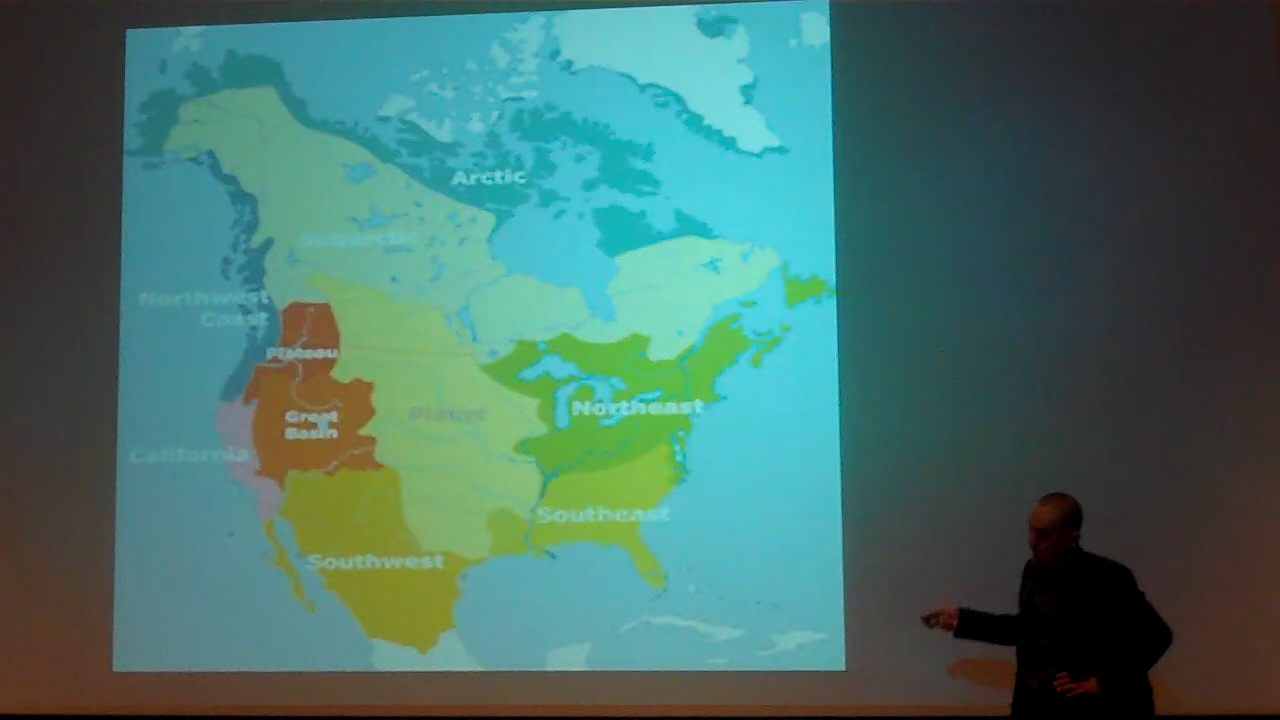 Arctic
Subarctic
Northwest
Coast
Plateau
Great
Basin
Plains
Northeast
California
Southeast
Southwest